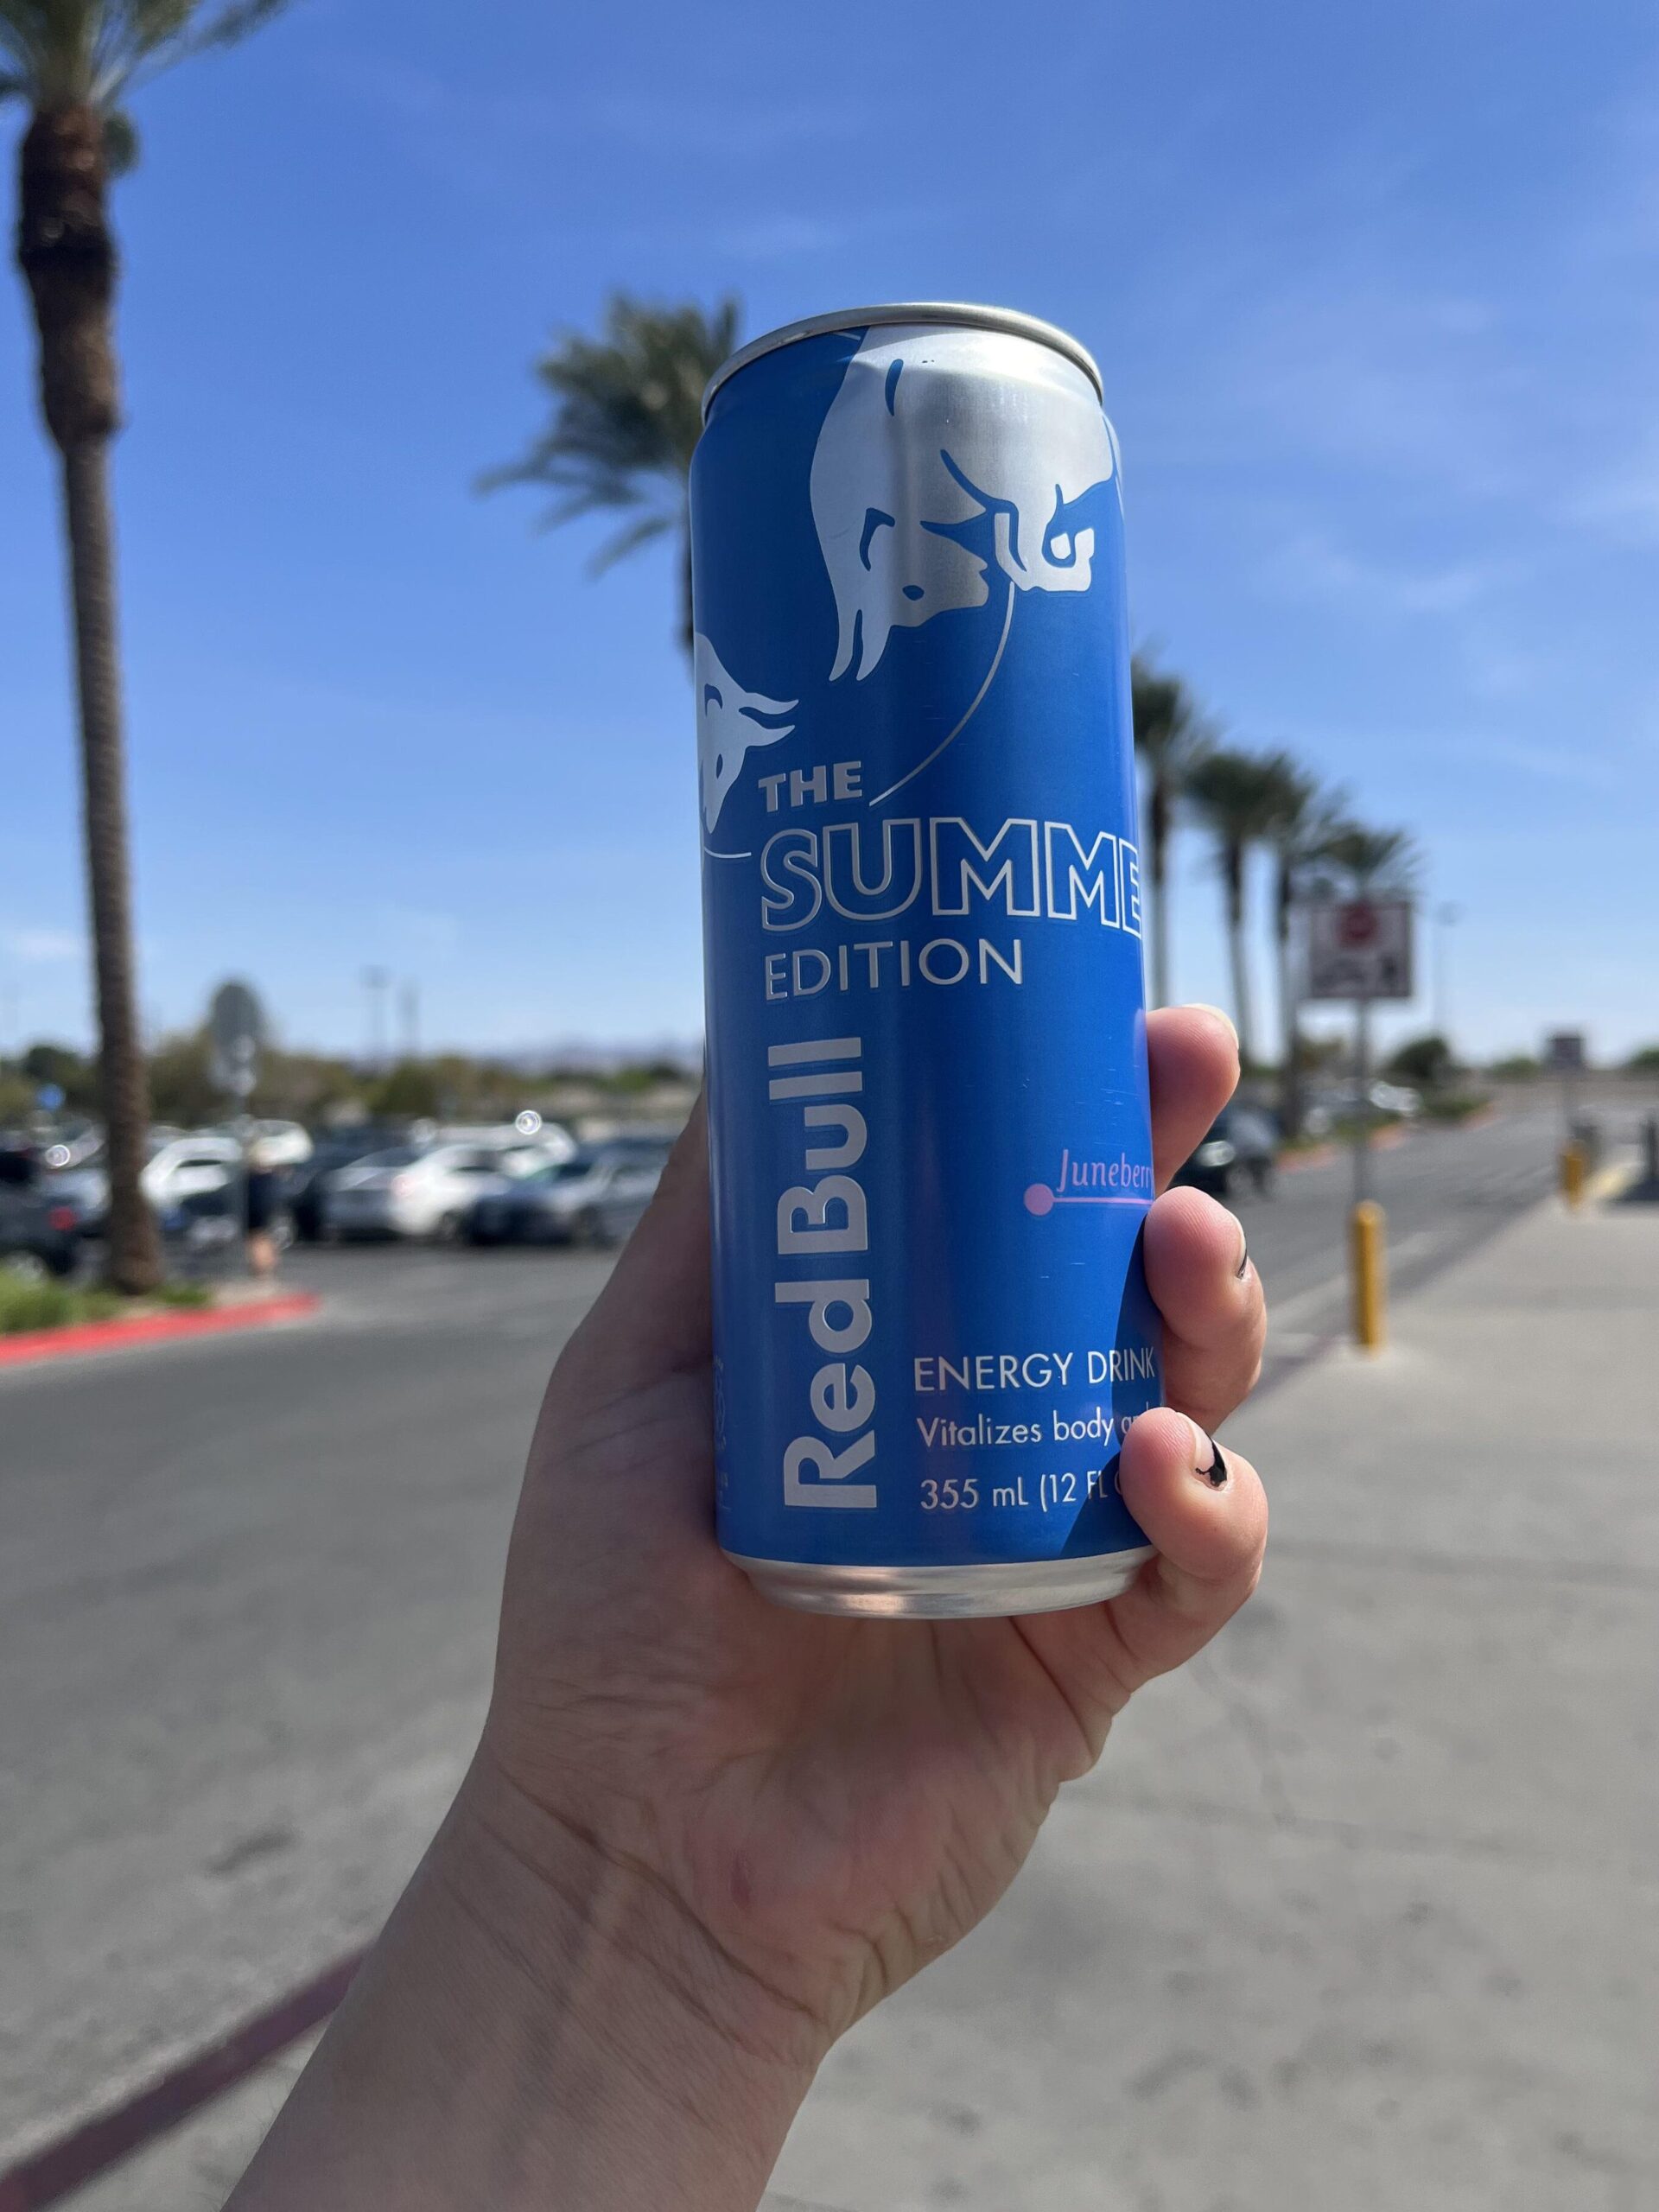 THE
SUMME
EDITION
Red Bull
Juneberr
ENERGY DRINK
Vitalizes body
355 mL (12 FL